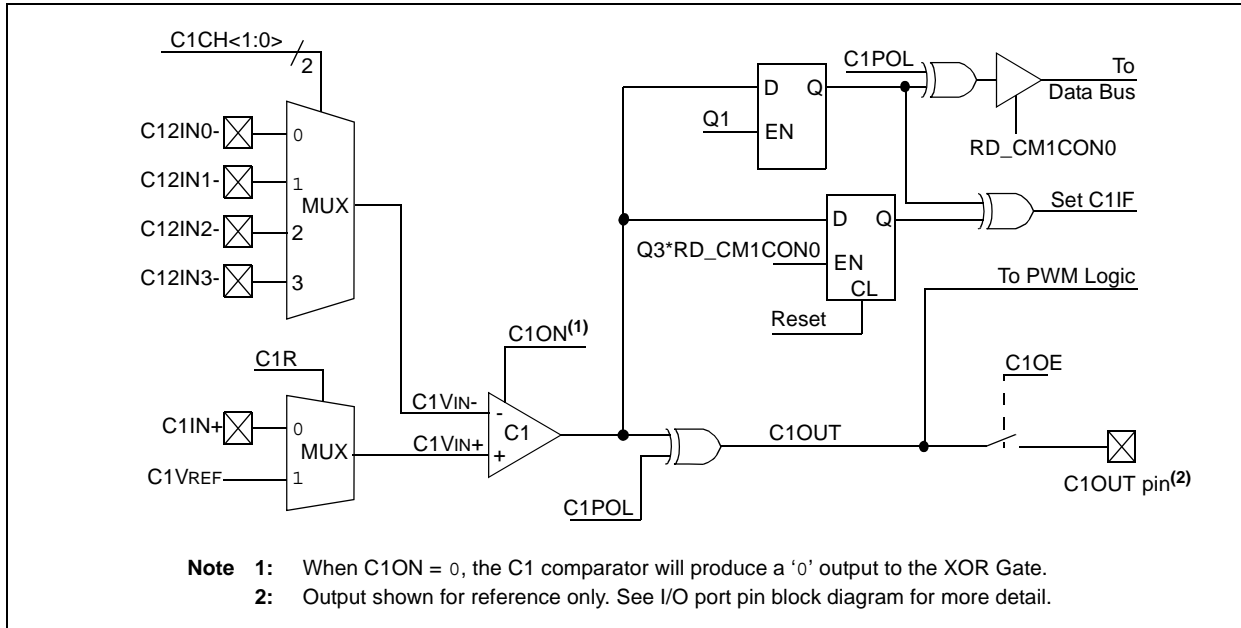 C1CH<1:0>
2
C12IN0-
0
C12IN1-
1
MUX
C12IN2-
2
C12IN3-
3
C1R
C1IN+
0
MUX
C1VREF
1
C1ON(1)
C1VIN-
-
C1
C1VIN+
+
C1POL
C1OUT
D
Q
Q1
EN
C1POL
To
Data Bus
RD_CM1CON0
D
Q
Q3*RD_CM1CON0
EN
CL
Reset
Set C1IF
To PWM Logic
C1OE
C1OUT pin(2)
Note 1: When C1ON = 0, the C1 comparator will produce a ‘0’ output to the XOR Gate.
2: Output shown for reference only. See I/O port pin block diagram for more detail.